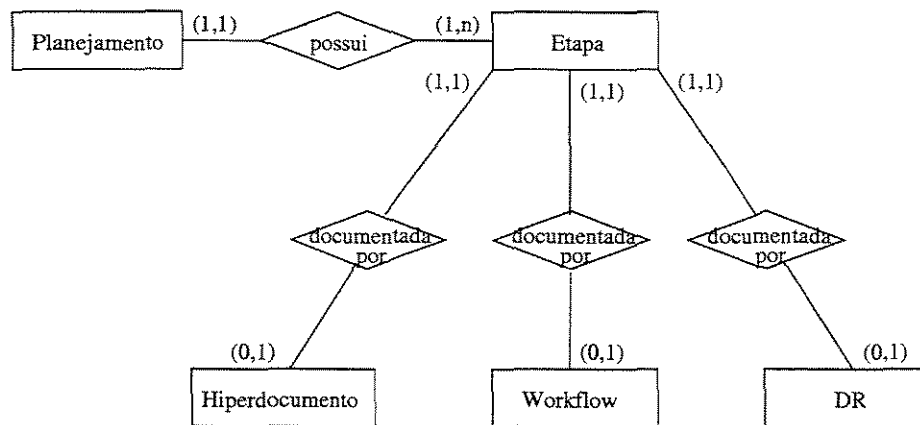 Planejamento
(1,1)
possui
(1,n)
Etapa
(1,1)
(1,1)
(1,1)
documentada
por
documentada
por
documentada
por
(0,1)
(0,1)
(0,1)
Hiperdocumento
Workflow
DR